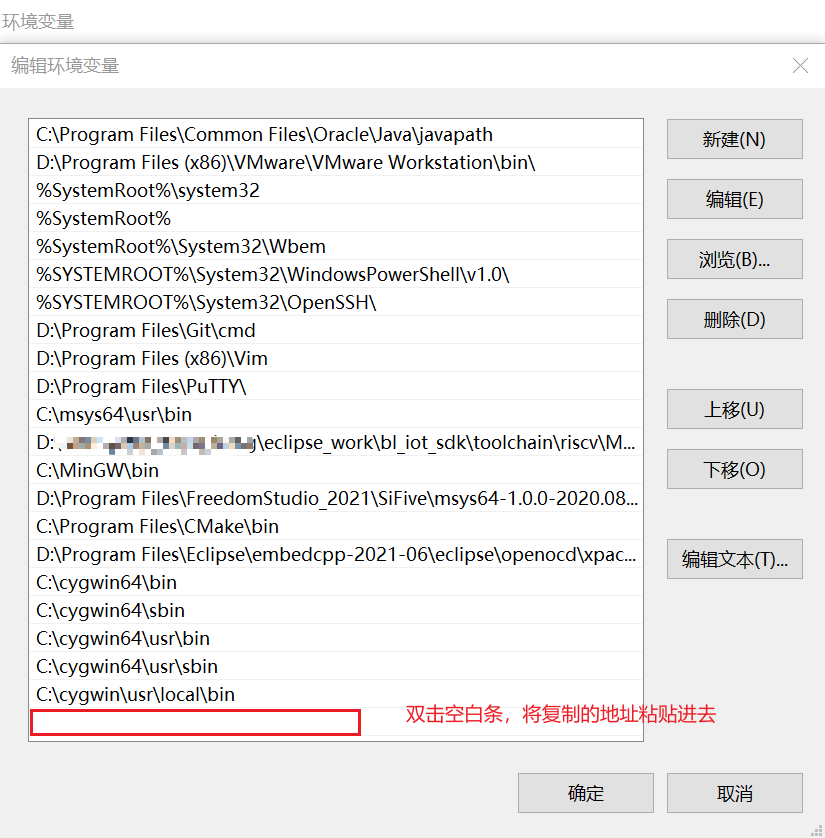 环境变量
编辑环境变量
C:\Program Files\Common Files\Oracle\Java\javapath
新建(N)
D:\Program Files (x86)\VMware\VMware Workstation\bin\
%SystemRoot%\system32
编辑(E)
%SystemRoot%
%SystemRoot%\System32\Wbem
浏览(B)...
%SYSTEMROOT%\System32\WindowsPowerShell\v1.0\
%SYSTEMROOT%\System32\OpenSSH\
删除(D)
D:\Program Files\Git\cmd
D:\Program Files (x86)\Vim
D:\Program Files\PuTTY\
上移(U)
C:\msys64\usr\bin
D:\eclipse_work\bl_iot_sdk\toolchain\riscv\M...
下移(O)
C:\MinGW\bin
D:\Program Files\FreedomStudio_2021\SiFive\msys64-1.0.0-2020.08...
C:\Program Files\CMake\bin
D:\Program Files\Eclipse\embedcpp-2021-06\eclipse\openocd\xpac...
编辑文本(T)...
C:\cygwin64\bin
C:\cygwin64\sbin
C:\cygwin64\usr\bin
C:\cygwin64\usr\sbin
C:\cygwin\usr\local\bin
双击空白条，将复制的地址粘贴进去
确定
取消